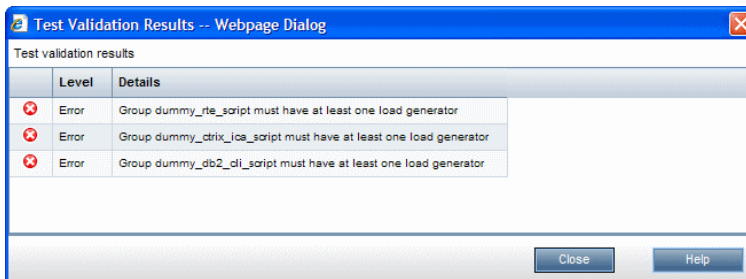 Test Validation Results -- Webpage Dialog
Test validation results
Level Details
Error Group dummy_rte_script must have at least one load generator
Error Group dummy_ctrix_ica_script must have at least one load generator
Error Group dummy_db2_cli_script must have at least one load generator
Close Help